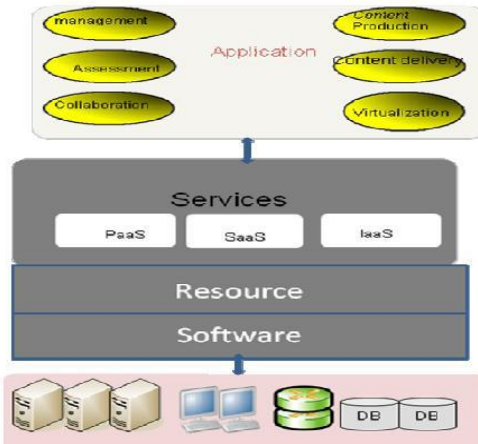 management
Content
Production
Application
Assessment
Content delivery
Collaboration
Virtualization
Services
PaaS
SaaS
IaaS
Resource
Software
DB
DB